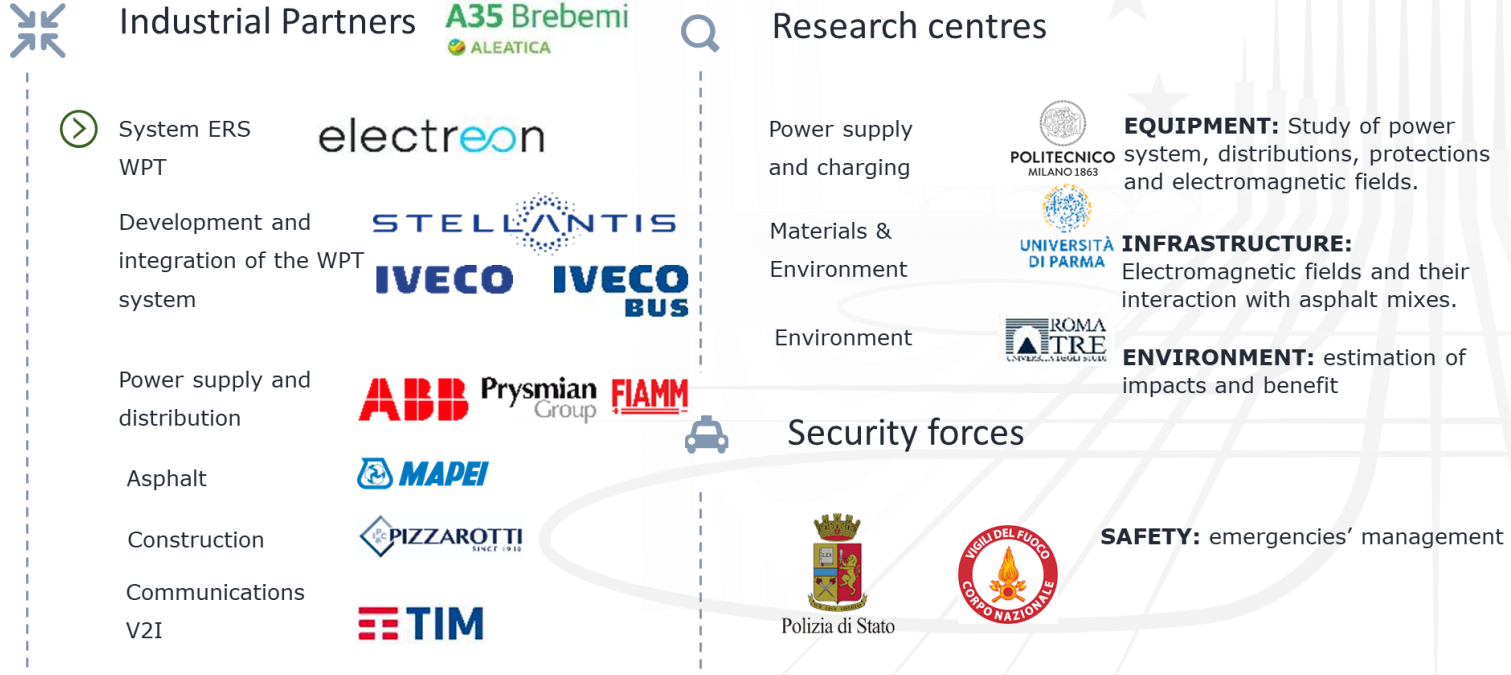 Industrial Partners
A35 Brebemi
ALEATICA
System ERS
WPT
electreon
Development and
integration of the WPT
system
STELLANTIS
IVECO
IVECO
BUS
Power supply and
distribution
ABB
Prysmian
Group
FIAMM
Asphalt
MAPEI
Construction
PIZZAROTTI
SINCE 1910
Communications
V2I
TIM
Research centres
Power supply
and charging
POLITECNICO
MILANO 1863
EQUIPMENT: Study of power
system, distributions, protections
and electromagnetic fields.
Materials &
Environment
UNIVERSITÀ
DI PARMA
INFRASTRUCTURE:
Electromagnetic fields and their
interaction with asphalt mixes.
Environment
ROMA
TRE
UNIVERSITÀ DEGLI STUDI
ENVIRONMENT: estimation of
impacts and benefit
Security forces
Polizia di Stato
VIGILI DEL FUOCO
CORPO NAZIONALE
SAFETY: emergencies’ management